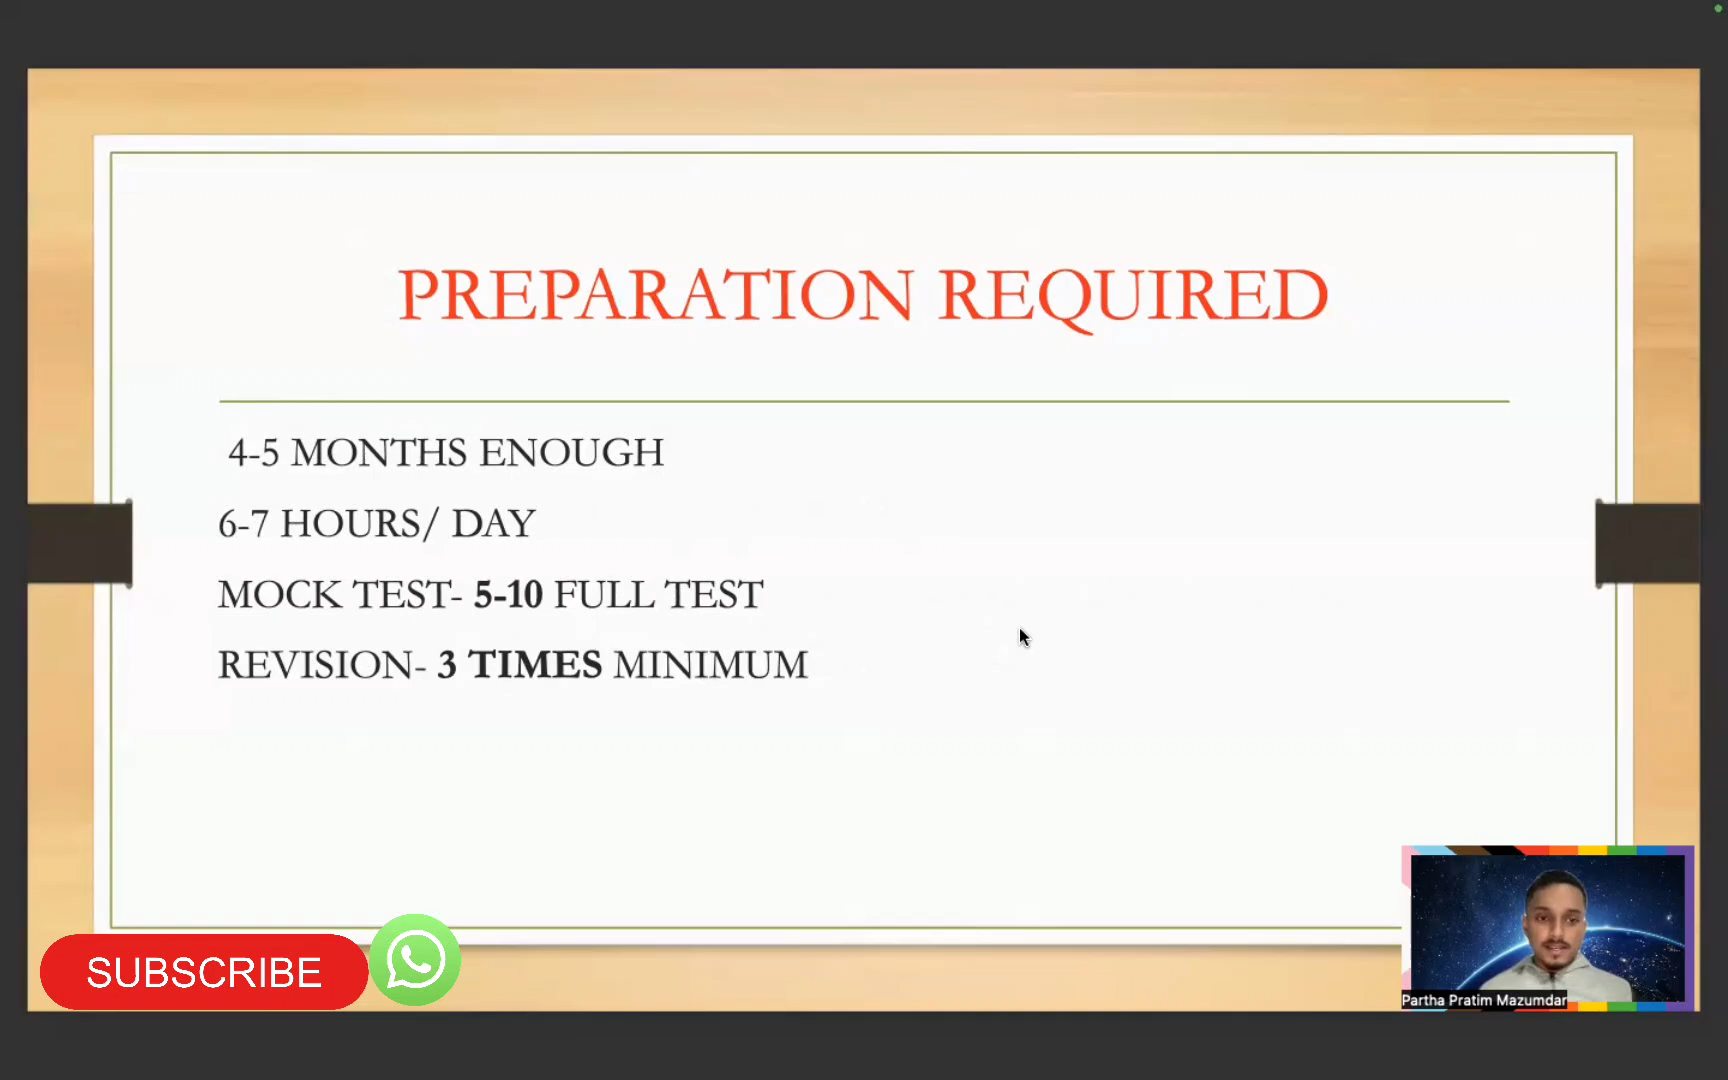 PREPARATION REQUIRED
4-5 MONTHS ENOUGH
6-7 HOURS/ DAY
MOCK TEST- 5-10 FULL TEST
REVISION- 3 TIMES MINIMUM
SUBSCRIBE
Partha Pratim Mazumdar